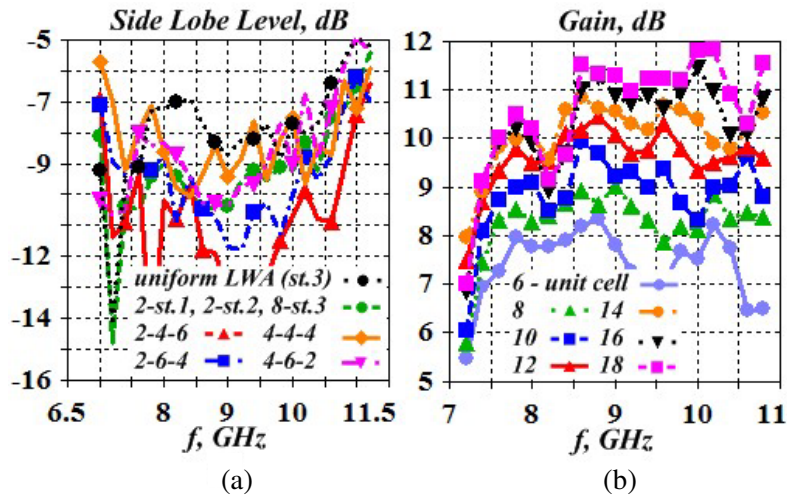 Side Lobe Level, dB
-5
-7
-9
-12
-14
-16
uniform LWA (st.3)
2-st.1, 2-st.2, 8-st.3
2-4-6 4-4-4
2-6-4 4-6-2
6.5 8 9 10 11.5
f, GHz
(a)
Gain, dB
12
11
10
9
8
7
6
5
6 - unit cell
8 14
10 16
12 18
7 8 9 10 11
f, GHz
(b)